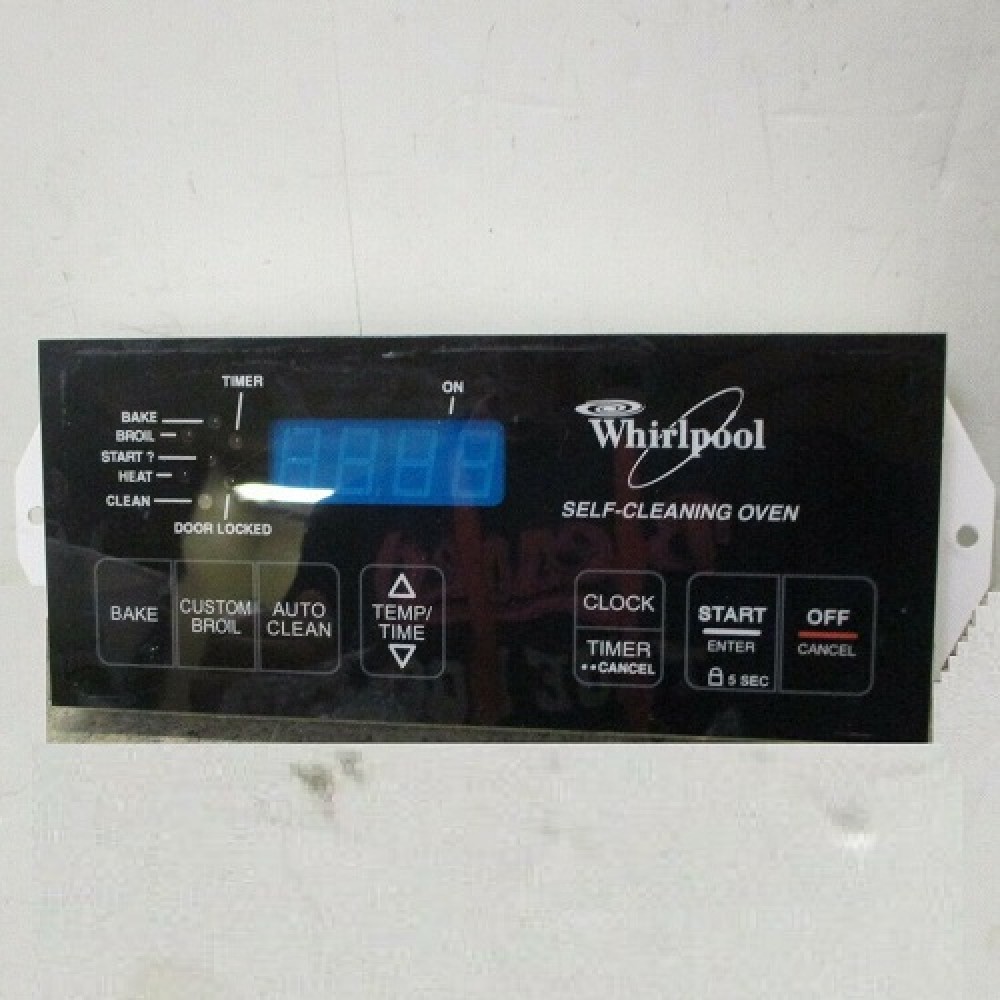 TIMER
ON
BAKE
BROIL
START ?
HEAT
CLEAN
DOOR LOCKED
Whirlpool
SELF-CLEANING OVEN
BAKE
CUSTOM
BROIL
AUTO
CLEAN
TEMP/
TIME
CLOCK
TIMER
••CANCEL
START
ENTER
5 SEC
OFF
CANCEL